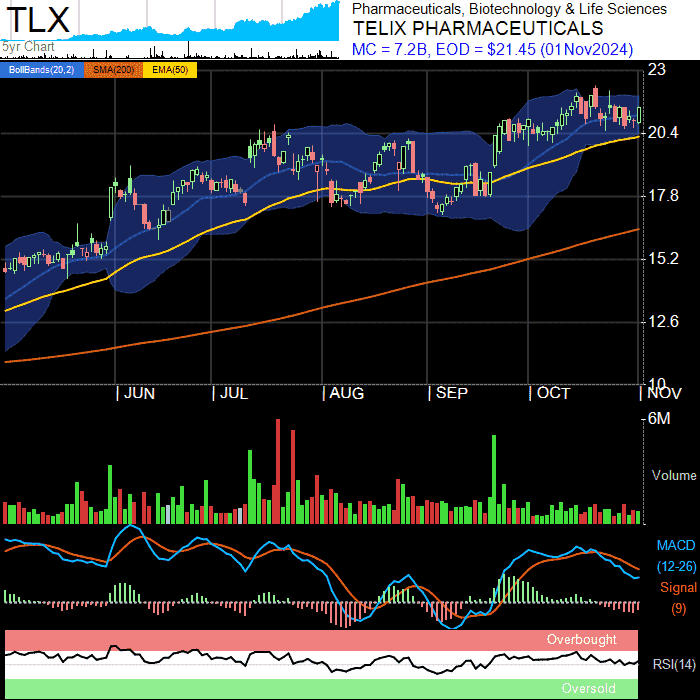 TLX
5yr Chart
Pharmaceuticals, Biotechnology & Life Sciences
TELIX PHARMACEUTICALS
MC = 7.2B, EOD = $21.45 (01Nov2024)
BollBands(20,2) SMA(200) EMA(50)
23
20.4
17.8
15.2
12.6
10
JUN JUL AUG SEP OCT NOV
6M
Volume
MACD
(12-26)
Signal
(9)
Overbought
RSI(14)
Oversold